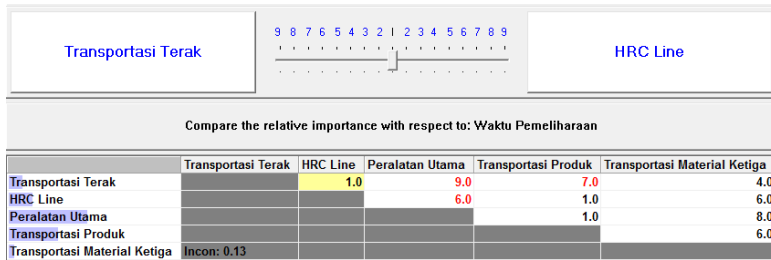 9 8 7 6 5 4 3 2 | 2 3 4 5 6 7 8 9
Transportasi Terak
HRC Line
Compare the relative importance with respect to: Waktu Pemeliharaan
Transportasi Terak HRC Line Peralatan Utama Transportasi Produk Transportasi Material Ketiga
Transportasi Terak 1.0 9.0 7.0 4.0
HRC Line 6.0 1.0 6.0
Peralatan Utama 1.0 8.0
Transportasi Produk 6.0
Transportasi Material Ketiga Incon: 0.13